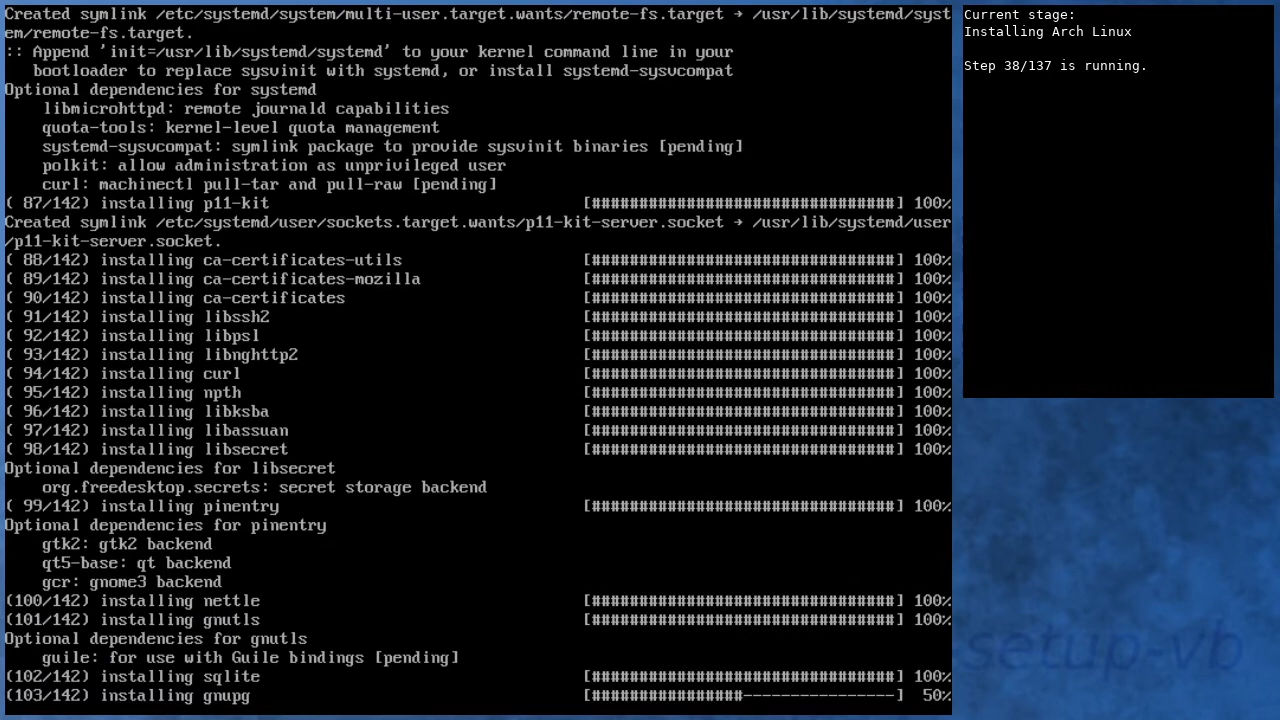 Created symlink /etc/systemd/system/multi-user.target.wants/remote-fs.target → /usr/lib/systemd/syst
em/remote-fs.target.
:: Append 'init=/usr/lib/systemd/systemd' to your kernel command line in your
   bootloader to replace sysvinit with systemd, or install systemd-sysvcompat
Optional dependencies for systemd
    libmicrohttpd: remote journald capabilities
    quota-tools: kernel-level quota management
    systemd-sysvcompat: symlink package to provide sysvinit binaries [pending]
    polkit: allow administration as unprivileged user
    curl: machinectl pull-tar and pull-raw [pending]
( 87/142) installing p11-kit [################################] 100%
Created symlink /etc/systemd/user/sockets.target.wants/p11-kit-server.socket → /usr/lib/systemd/user
/p11-kit-server.socket.
( 88/142) installing ca-certificates-utils [################################] 100%
( 89/142) installing ca-certificates-mozilla [################################] 100%
( 90/142) installing ca-certificates [################################] 100%
( 91/142) installing libssh2 [################################] 100%
( 92/142) installing libpsl [################################] 100%
( 93/142) installing libnghttp2 [################################] 100%
( 94/142) installing curl [################################] 100%
( 95/142) installing npth [################################] 100%
( 96/142) installing libksba [################################] 100%
( 97/142) installing libassuan [################################] 100%
( 98/142) installing libsecret [################################] 100%
Optional dependencies for libsecret
    org.freedesktop.secrets: secret storage backend
( 99/142) installing pinentry [################################] 100%
Optional dependencies for pinentry
    gtk2: gtk2 backend
    qt5-base: qt backend
    gcr: gnome3 backend
(100/142) installing nettle [################################] 100%
(101/142) installing gnutls [################################] 100%
Optional dependencies for gnutls
    guile: for use with Guile bindings [pending]
(102/142) installing sqlite [################################] 100%
(103/142) installing gnupg [################----------------] 50%
Current stage:
Installing Arch Linux
Step 38/137 is running.
setup-vb